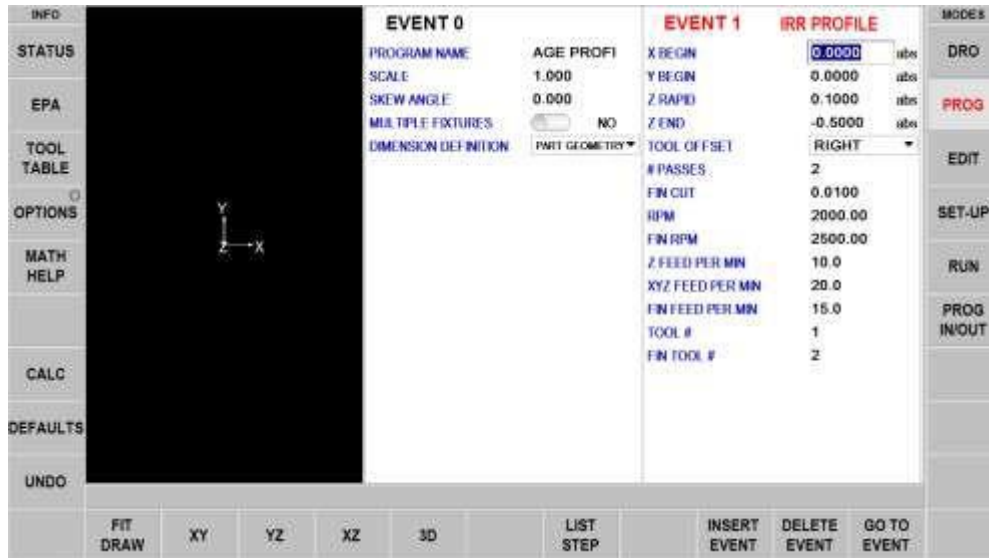 INFO
STATUS
EPA
TOOL
TABLE
OPTIONS
MATH
HELP
CALC
DEFAULTS
UNDO
Y
Z X
EVENT 0
PROGRAM NAME AGE PROFI
SCALE 1.000
SKEW ANGLE 0.000
MULTIPLE FIXTURES NO
DIMENSION DEFINITION PART GEOMETRY
EVENT 1 IRR PROFILE
X BEGIN 0.0000 abs
Y BEGIN 0.0000 abs
Z RAPID 0.1000 abs
Z END -0.5000 abs
TOOL OFFSET RIGHT
# PASSES 2
FIN CUT 0.0100
RPM 2000.00
FIN RPM 2500.00
Z FEED PER MIN 10.0
XYZ FEED PER MIN 20.0
FIN FEED PER MIN 15.0
TOOL # 1
FIN TOOL # 2
MODES
DRO
PROG
EDIT
SET-UP
RUN
PROG
IN/OUT
FIT
DRAW
XY
YZ
XZ
3D
LIST
STEP
INSERT
EVENT
DELETE
EVENT
GO TO
EVENT